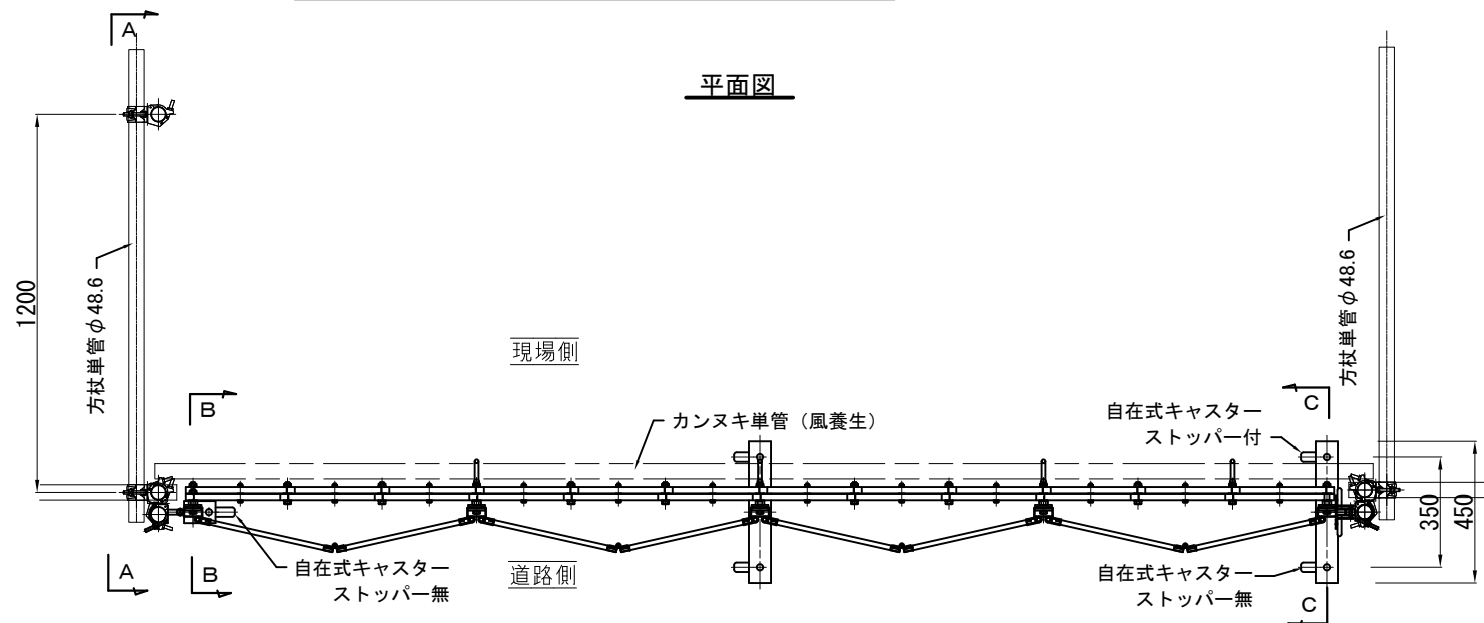 A
平面図
1200
方杖単管φ48.6
方杖単管φ48.6
現場側
B
C
カンヌキ単管（風養生）
自在式キャスター
ストッパー付
350
450
A
B
自在式キャスター
ストッパー無
道路側
自在式キャスター
ストッパー無
C